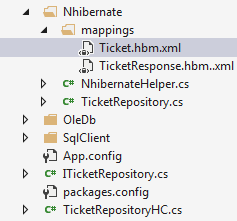 Nhibernate
mappings
Ticket.hbm.xml
TicketResponse.hbm..xml
NhibernateHelper.cs
TicketRepository.cs
OleDb
SqlClient
App.config
ITicketRepository.cs
packages.config
TicketRepositoryHC.cs